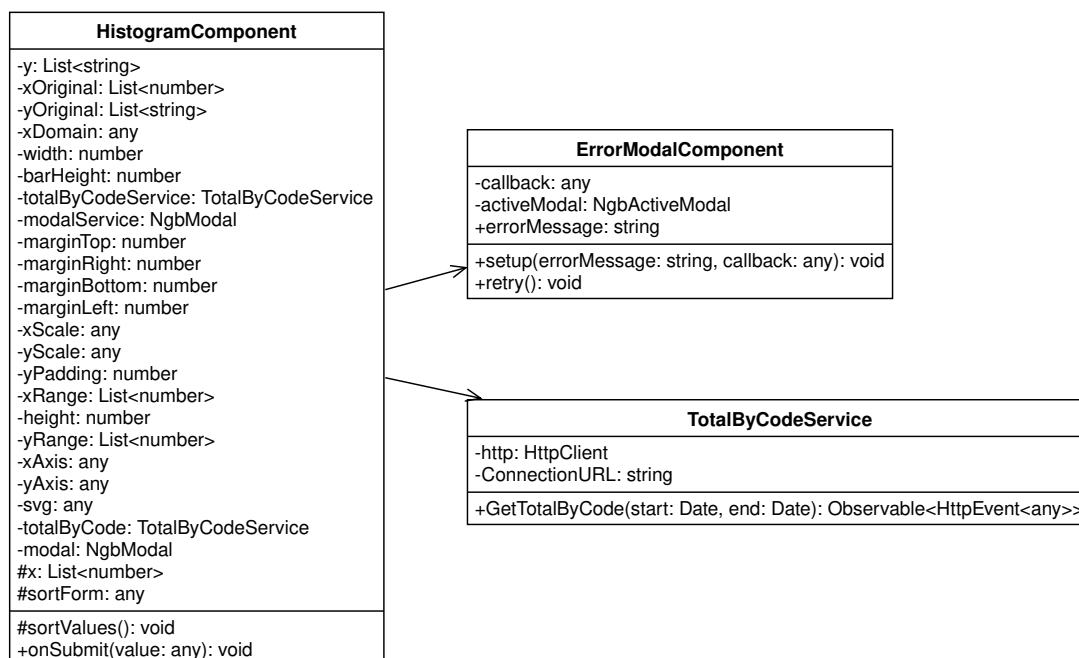 HistogramComponent
-y: List<string>
-xOriginal: List<number>
-yOriginal: List<string>
-xDomain: any
-width: number
-barHeight: number
-totalByCodeService: TotalByCodeService
-modalService: NgbModal
-marginTop: number
-marginRight: number
-marginBottom: number
-marginLeft: number
-xScale: any
-yScale: any
-yPadding: number
-xRange: List<number>
-height: number
-yRange: List<number>
-xAxis: any
-yAxis: any
-svg: any
-totalByCode: TotalByCodeService
-modal: NgbModal
#x: List<number>
#sortForm: any
#sortValues(): void
+onSubmit(value: any): void
ErrorModalComponent
-callback: any
-activeModal: NgbActiveModal
+errorMessage: string
+setup(errorMessage: string, callback: any): void
+retry(): void
TotalByCodeService
-http: HttpClient
-ConnectionURL: string
+GetTotalByCode(start: Date, end: Date): Observable<HttpEvent<any>>